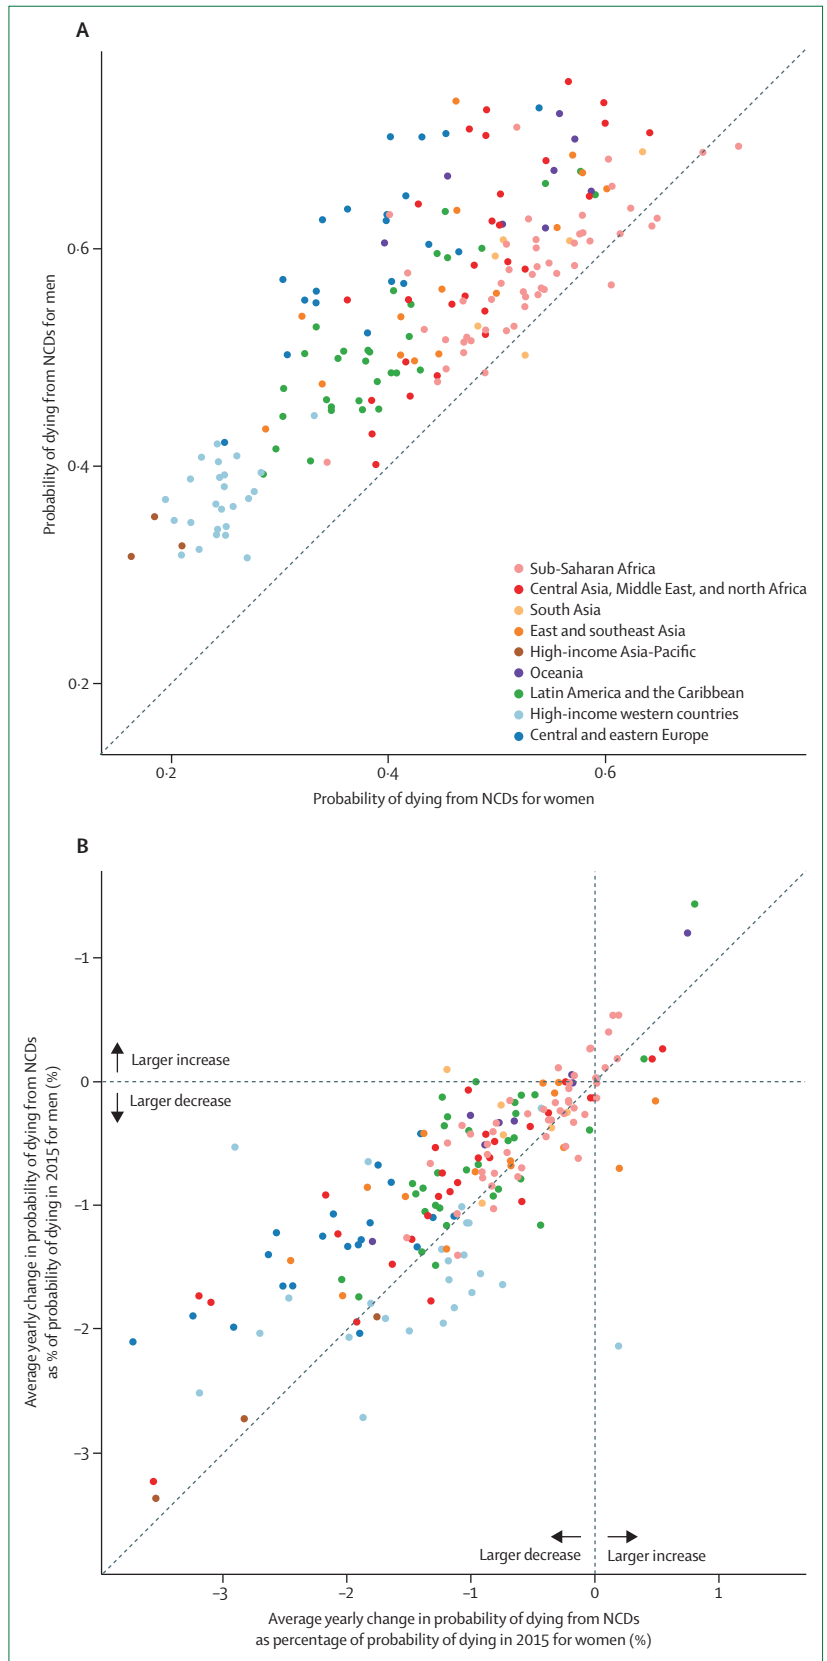 A
0·6
0·4
0·2
Probability of dying from NCDs for men
Sub-Saharan Africa
Central Asia, Middle East, and north Africa
South Asia
East and southeast Asia
High-income Asia-Pacific
Oceania
Latin America and the Caribbean
High-income western countries
Central and eastern Europe
0·2
0·4
0·6
Probability of dying from NCDs for women
B
–1
0
–1
–2
–3
Average yearly change in probability of dying from NCDs
as % of probability of dying in 2015 for men (%)
Larger increase
Larger decrease
Larger decrease
Larger increase
–3
–2
–1
0
1
Average yearly change in probability of dying from NCDs
as percentage of probability of dying in 2015 for women (%)